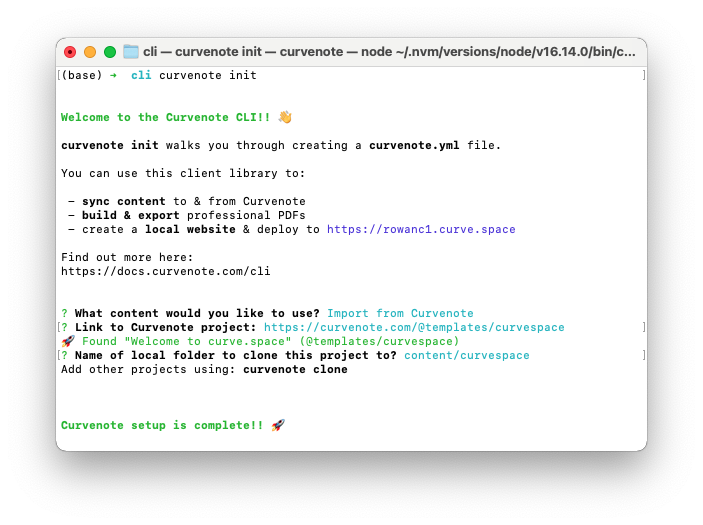 cli — curvenote init — curvenote — node ~/.nvm/versions/node/v16.14.0/bin/c...
[(base) ➜ cli curvenote init ]
Welcome to the Curvenote CLI!! 👋
curvenote init walks you through creating a curvenote.yml file.
You can use this client library to:
– sync content to & from Curvenote
– build & export professional PDFs
– create a local website & deploy to https://rowanc1.curve.space
Find out more here:
https://docs.curvenote.com/cli
? What content would you like to use? Import from Curvenote
[? Link to Curvenote project: https://curvenote.com/@templates/curvespace ]
🚀 Found "Welcome to curve.space" (@templates/curvespace)
[? Name of local folder to clone this project to? content/curvespace ]
Add other projects using: curvenote clone
Curvenote setup is complete!! 🚀